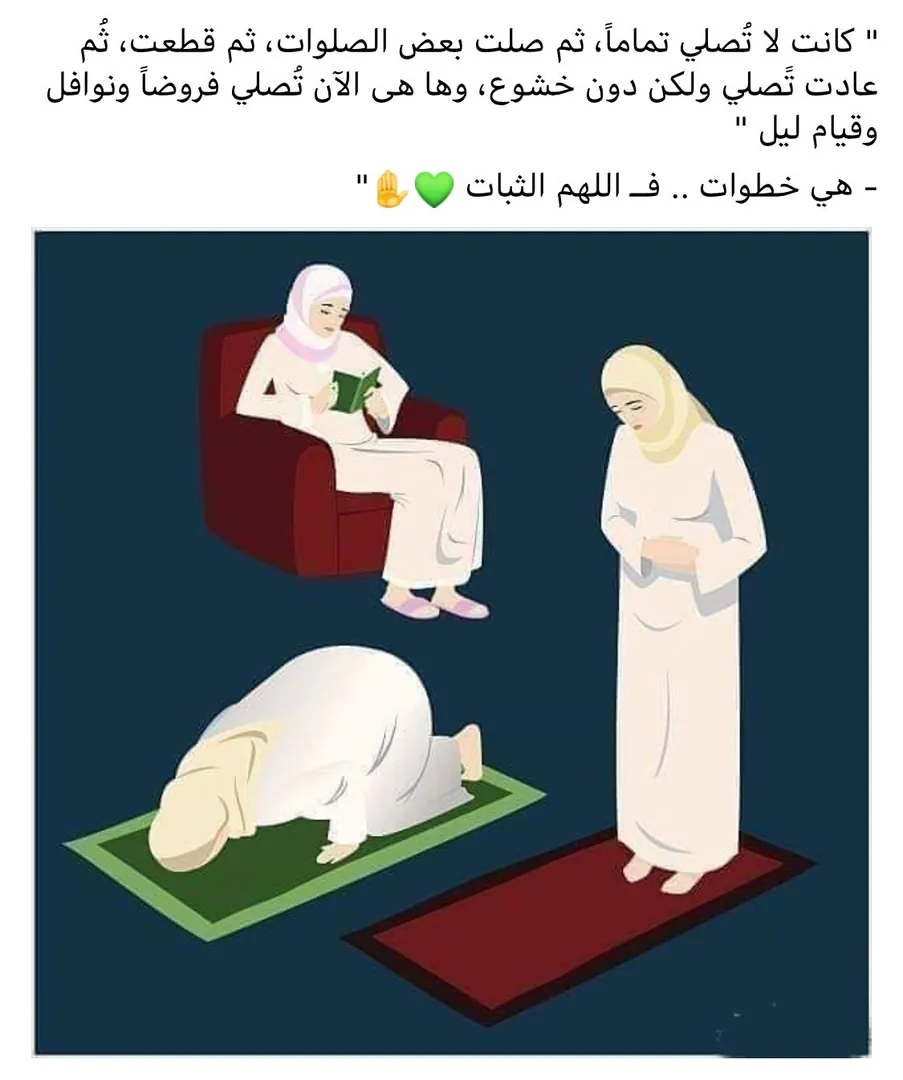 " كانت لا تُصلي تماماً، ثم صلت بعض الصلوات، ثم قطعت، ثُم
عادت تًصلي ولكن دون خشوع، وها هى الآن تُصلي فروضاً ونوافل
وقيام ليل "
- هي خطوات .. فــ اللهم الثبات 💚✋"